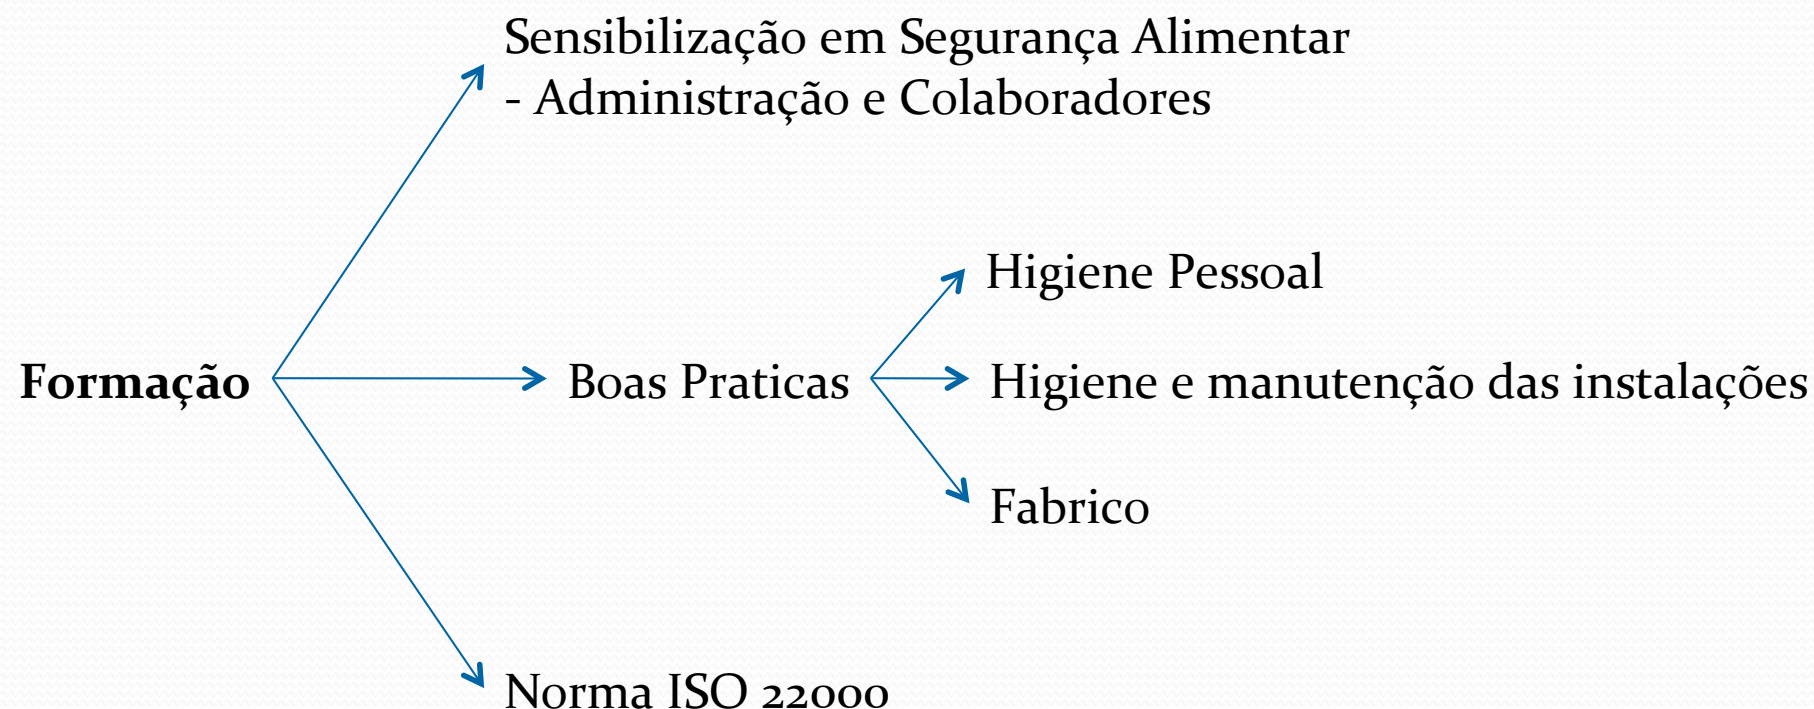 Sensibilização em Segurança Alimentar
- Administração e Colaboradores
Higiene Pessoal
Formação
Boas Praticas
Higiene e manutenção das instalações
Fabrico
Norma ISO 22000